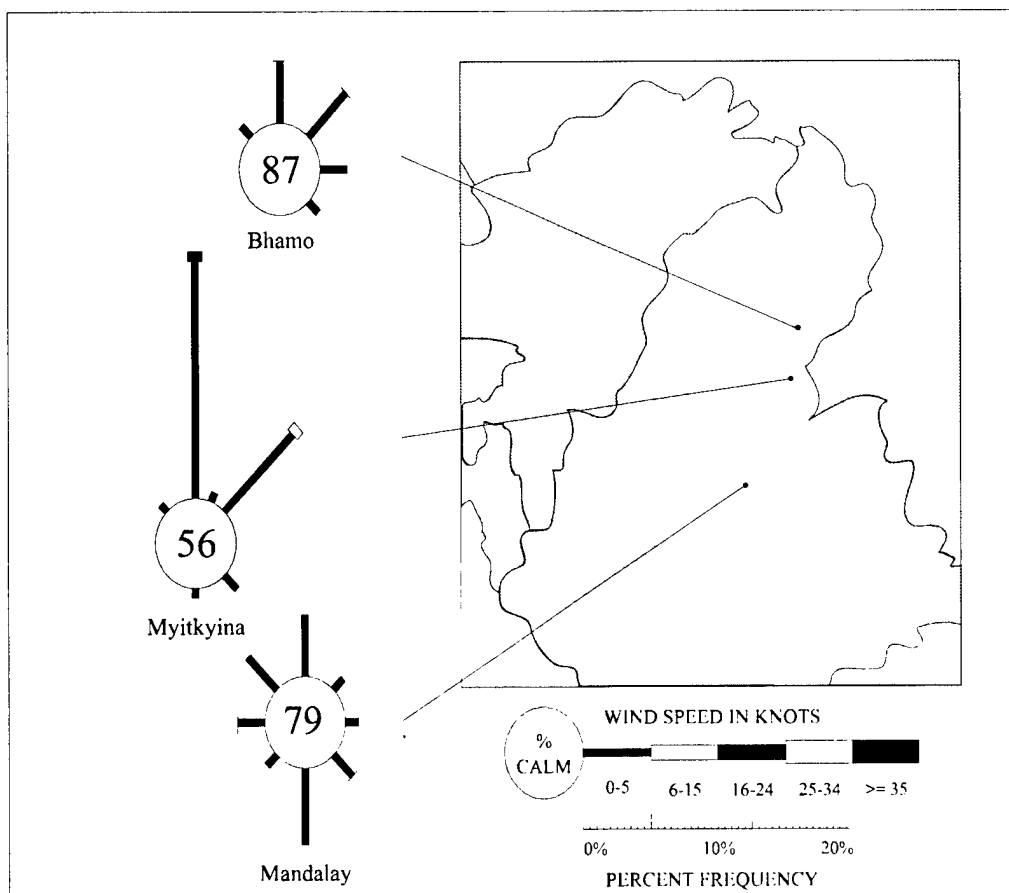 87
Bhamo
56
Myitkyina
79
Mandalay
WIND SPEED IN KNOTS
%
CALM
0-5 6-15 16-24 25-34 >= 35
0% 10% 20%
PERCENT FREQUENCY